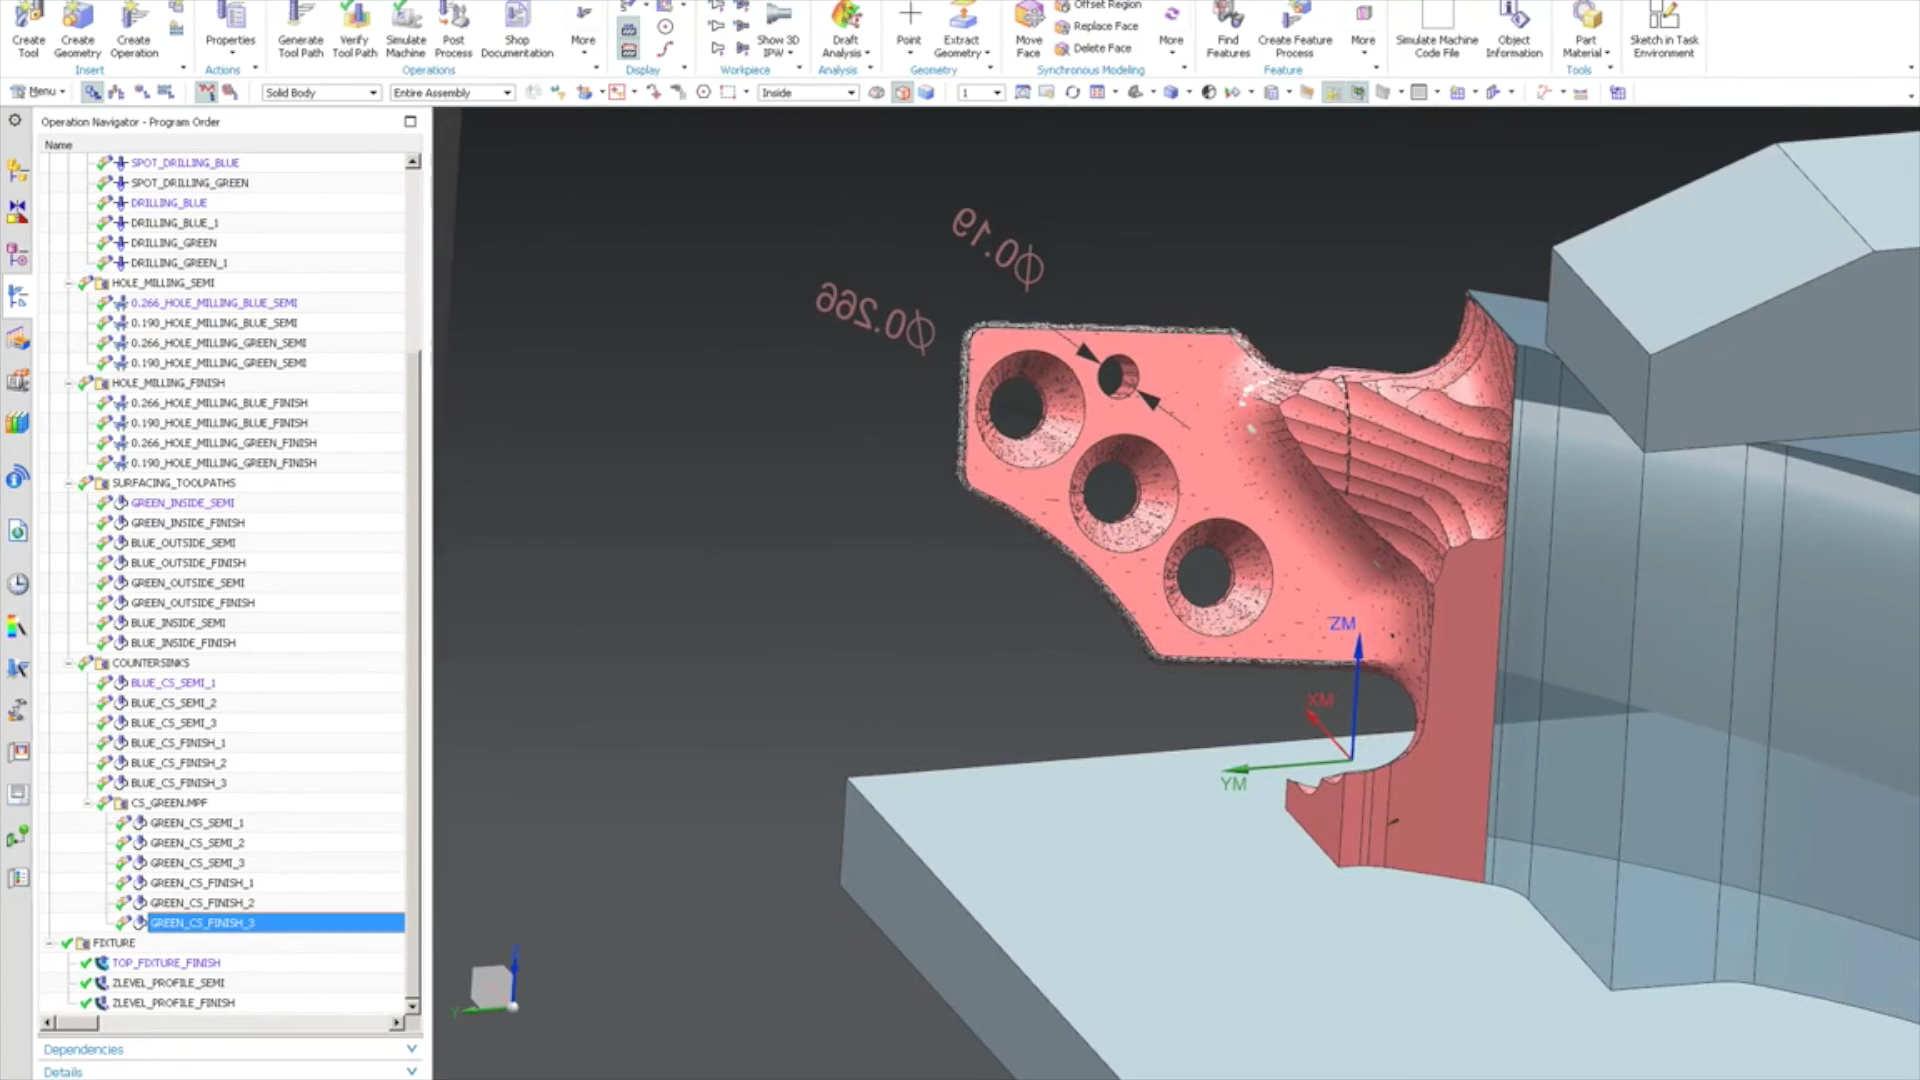 Create Tool
Create Geometry
Create Operation
Properties
Generate Tool Path
Verify Tool Path
Simulate Machine
Post Process
Shop Documentation
More
Show 3D IPW
Draft Analysis
Point
Extract Geometry
Move Face
Offset Region
Replace Face
Delete Face
More
Find Features
Create Feature Process
More
Simulate Machine Code File
Object Information
Part Material
Sketch in Task Environment
Insert
Actions
Operations
Display
Workpiece
Analysis
Geometry
Synchronous Modeling
Feature
Tools
Menu
Solid Body
Entire Assembly
Inside
1
Operation Navigator - Program Order
Name
SPOT_DRILLING_BLUE
SPOT_DRILLING_GREEN
DRILLING_BLUE
DRILLING_BLUE_1
DRILLING_GREEN
DRILLING_GREEN_1
HOLE_MILLING_SEMI
0.266_HOLE_MILLING_BLUE_SEMI
0.190_HOLE_MILLING_BLUE_SEMI
0.266_HOLE_MILLING_GREEN_SEMI
0.190_HOLE_MILLING_GREEN_SEMI
HOLE_MILLING_FINISH
0.266_HOLE_MILLING_BLUE_FINISH
0.190_HOLE_MILLING_BLUE_FINISH
0.266_HOLE_MILLING_GREEN_FINISH
0.190_HOLE_MILLING_GREEN_FINISH
SURFACING_TOOLPATHS
GREEN_INSIDE_SEMI
GREEN_INSIDE_FINISH
BLUE_OUTSIDE_SEMI
BLUE_OUTSIDE_FINISH
GREEN_OUTSIDE_SEMI
GREEN_OUTSIDE_FINISH
BLUE_INSIDE_SEMI
BLUE_INSIDE_FINISH
COUNTERSINKS
BLUE_CS_SEMI_1
BLUE_CS_SEMI_2
BLUE_CS_SEMI_3
BLUE_CS_FINISH_1
BLUE_CS_FINISH_2
BLUE_CS_FINISH_3
CS_GREEN.MPF
GREEN_CS_SEMI_1
GREEN_CS_SEMI_2
GREEN_CS_SEMI_3
GREEN_CS_FINISH_1
GREEN_CS_FINISH_2
GREEN_CS_FINISH_3
FIXTURE
TOP_FIXTURE_FINISH
ZLEVEL_PROFILE_SEMI
ZLEVEL_PROFILE_FINISH
Dependencies
Details
Ø0.19
Ø0.266
ZM
XM
YM
Z
Y